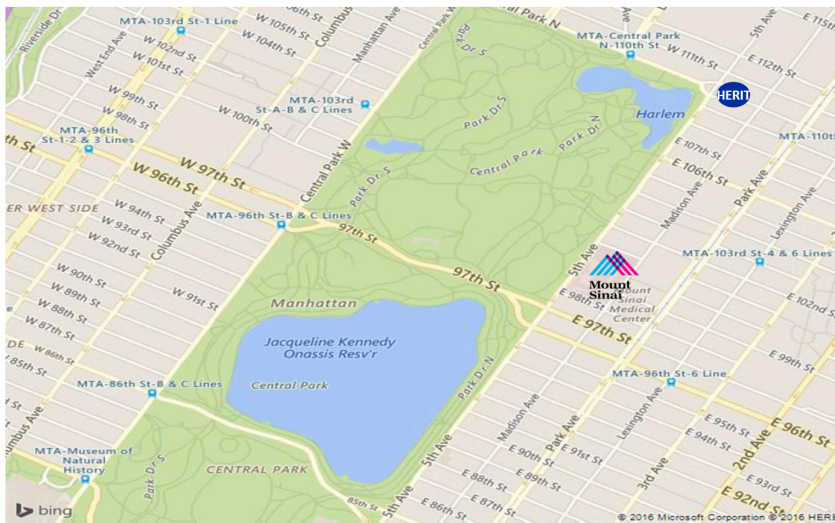 MTA-103rd St-1 Line
W 106th St
W 105th St
W 104th St
Columbus
Manhattan Ave
Central Park W
Central Park N
MTA-Central Park
N-110th St
5th Ave
E 115th
W 111th St
E 112th St
HERIT
Riverside Dr
West End Ave
W 102nd St
W 101st St
W 99th St
W 98th St
W 100th St
MTA-103rd
St-A-B & C Lines
Park Dr S
Park Dr S
Park Dr N
Harlem
MTA-110th
MTA-96th
St-1-2 & 3 Lines
W 97th St
W 96th St
Central Park W
Central Park
Park Dr S
E 107th St
E 106th St
Madison Ave
Park Ave
Lexington Ave
ER WEST SIDE
W 94th St
W 93rd St
W 92nd St
Columbus Ave
MTA-96th St-B & C Lines
97th St
97th St
5th Ave
MTA-103rd St-4 & 6 Lines
Mount
Sinai
Mount
Sinai
Medical
Center
E 98th St
E 97th St
E 102nd St
E 99th St
W 90th St
W 89th St
W 88th St
W 87th St
W 86th St
85th St
W 91st St
DE
Manhattan
Jacqueline Kennedy
Onassis Resv'r
Central Park
Park Dr N
MTA-86th St-B & C Lines
MTA-96th St-6 Line
lumbus Ave
MTA-Museum of
Natural
History
Park Dr S
CENTRAL PARK
85th St
5th Ave
5th Ave
Madison Ave
Park Ave
Lexington Ave
3rd Ave
2nd Ave
E 96th St
E 95th St
E 94th St
E 93rd St
E 92nd St
E 91st St
E 90th St
E 89th St
E 88th St
E 87th St
E 86th St
bing
© 2016 Microsoft Corporation © 2016 HERE